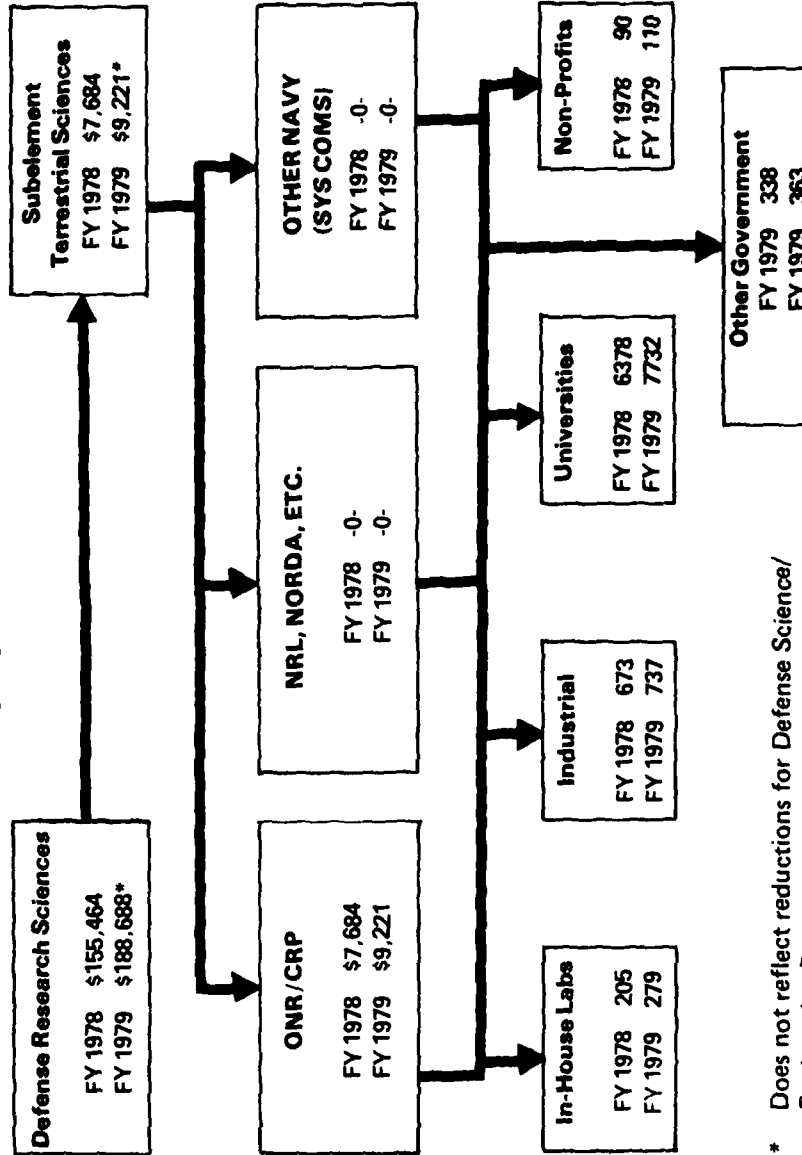 Defense Research Sciences
FY 1978 $155,464
FY 1979 $188,688*
Subelement
Terrestrial Sciences
FY 1978 $7,684
FY 1979 $9,221*
ONR/CRP
FY 1978 $7,684
FY 1979 $9,221
NRL, NORDA, ETC.
FY 1978 -0-
FY 1979 -0-
OTHER NAVY
(SYS COMS)
FY 1978 -0-
FY 1979 -0-
In-House Labs
FY 1978 205
FY 1979 279
Industrial
FY 1978 673
FY 1979 737
Universities
FY 1978 6378
FY 1979 7732
Non-Profits
FY 1978 90
FY 1979 110
Other Government
FY 1979 338
FY 1979 363
* Does not reflect reductions for Defense Science/